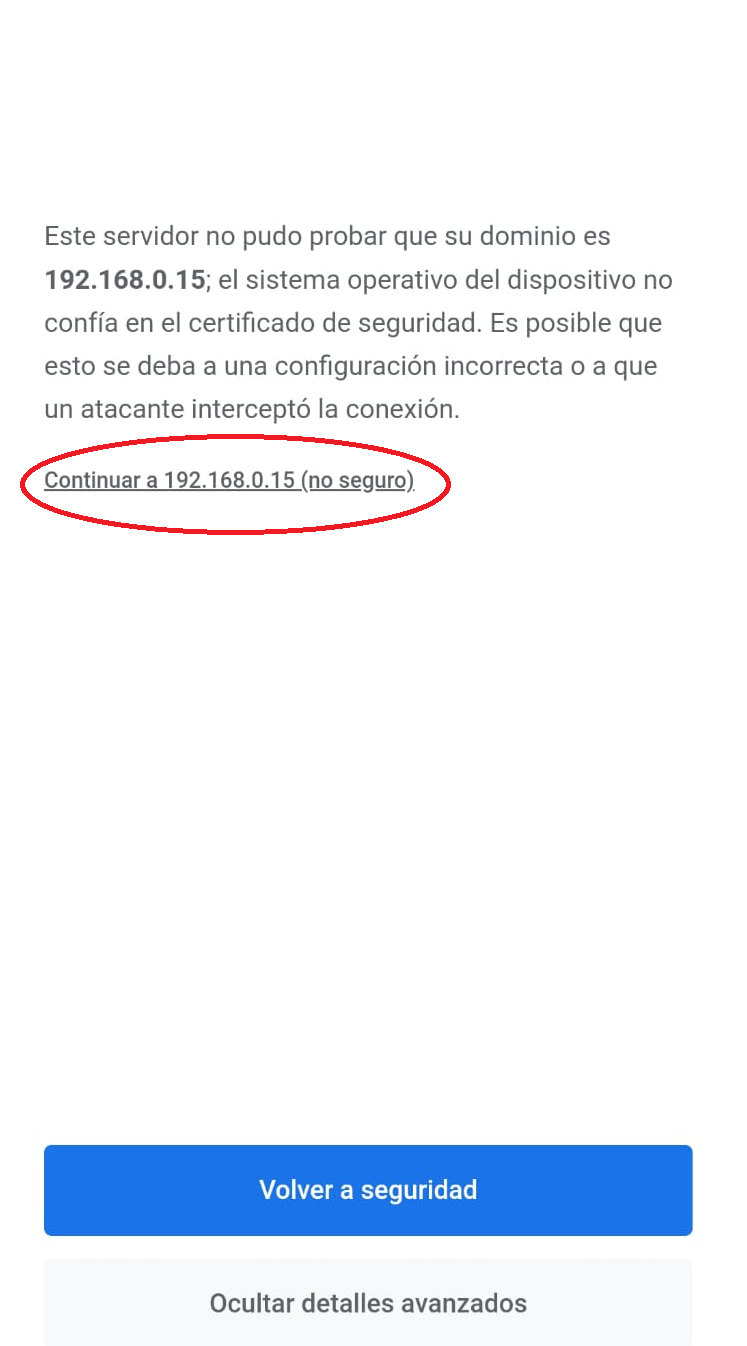 Este servidor no pudo probar que su dominio es
192.168.0.15; el sistema operativo del dispositivo no
confía en el certificado de seguridad. Es posible que
esto se deba a una configuración incorrecta o a que
un atacante interceptó la conexión.
Continuar a 192.168.0.15 (no seguro)
Volver a seguridad
Ocultar detalles avanzados